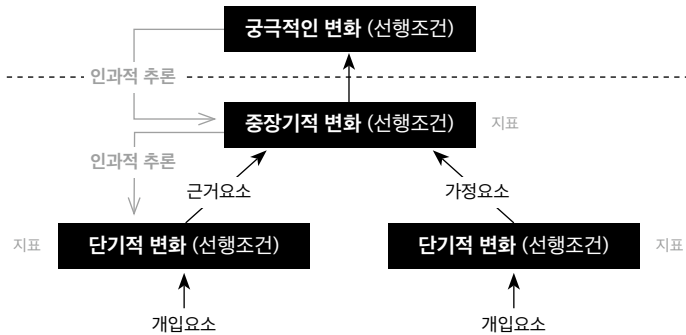 궁극적인 변화 (선행조건)
인과적 추론
중장기적 변화 (선행조건)
지표
인과적 추론
근거요소
가정요소
지표
단기적 변화 (선행조건)
단기적 변화 (선행조건)
지표
개입요소
개입요소